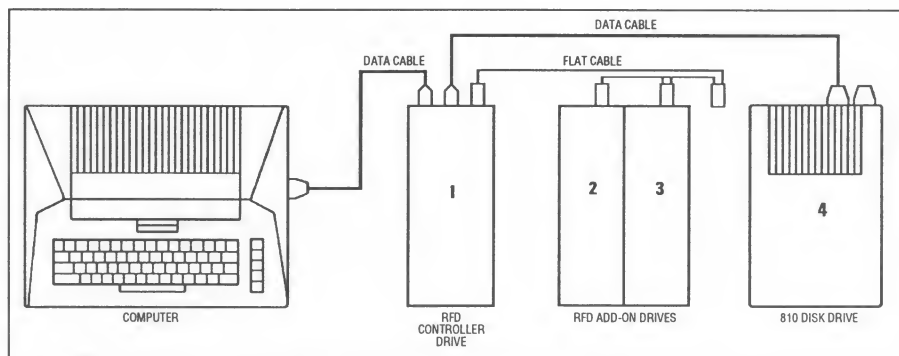 DATA CABLE
DATA CABLE
FLAT CABLE
1
2
3
4
COMPUTER
RFD
CONTROLLER
DRIVE
RFD ADD-ON DRIVES
810 DISK DRIVE